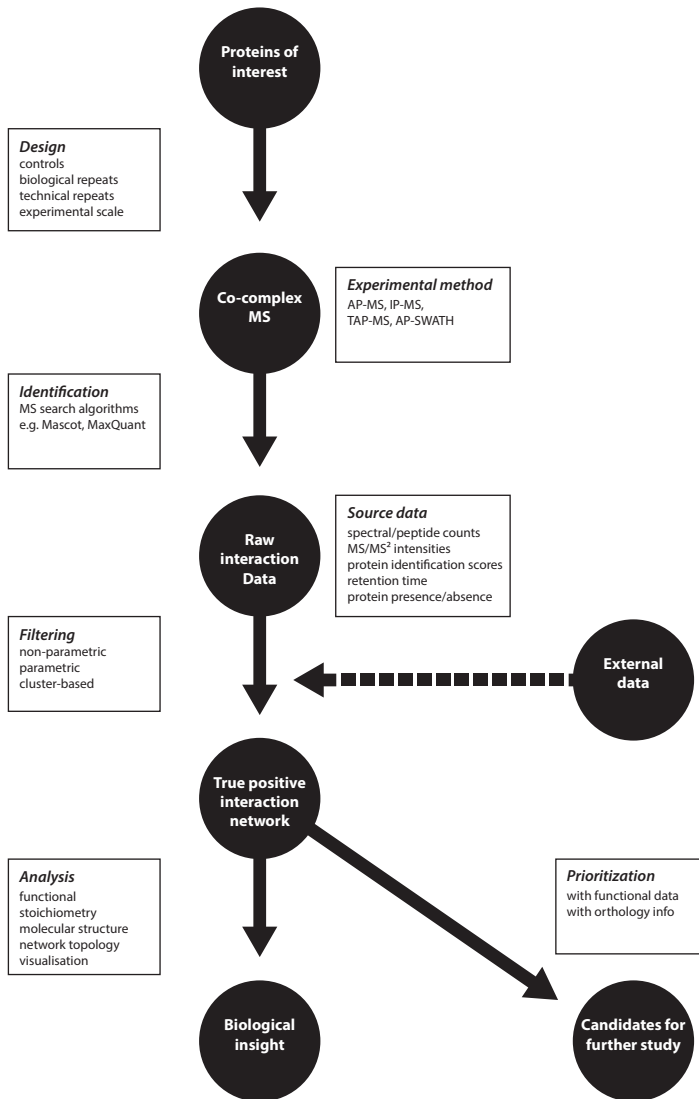 Proteins of
interest
Design
controls
biological repeats
technical repeats
experimental scale
Co-complex
MS
Experimental method
AP-MS, IP-MS,
TAP-MS, AP-SWATH
Identification
MS search algorithms
e.g. Mascot, MaxQuant
Raw
interaction
Data
Source data
spectral/peptide counts
MS/MS² intensities
protein identification scores
retention time
protein presence/absence
Filtering
non-parametric
parametric
cluster-based
External
data
True positive
interaction
network
Analysis
functional
stoichiometry
molecular structure
network topology
visualisation
Prioritization
with functional data
with orthology info
Biological
insight
Candidates for
further study